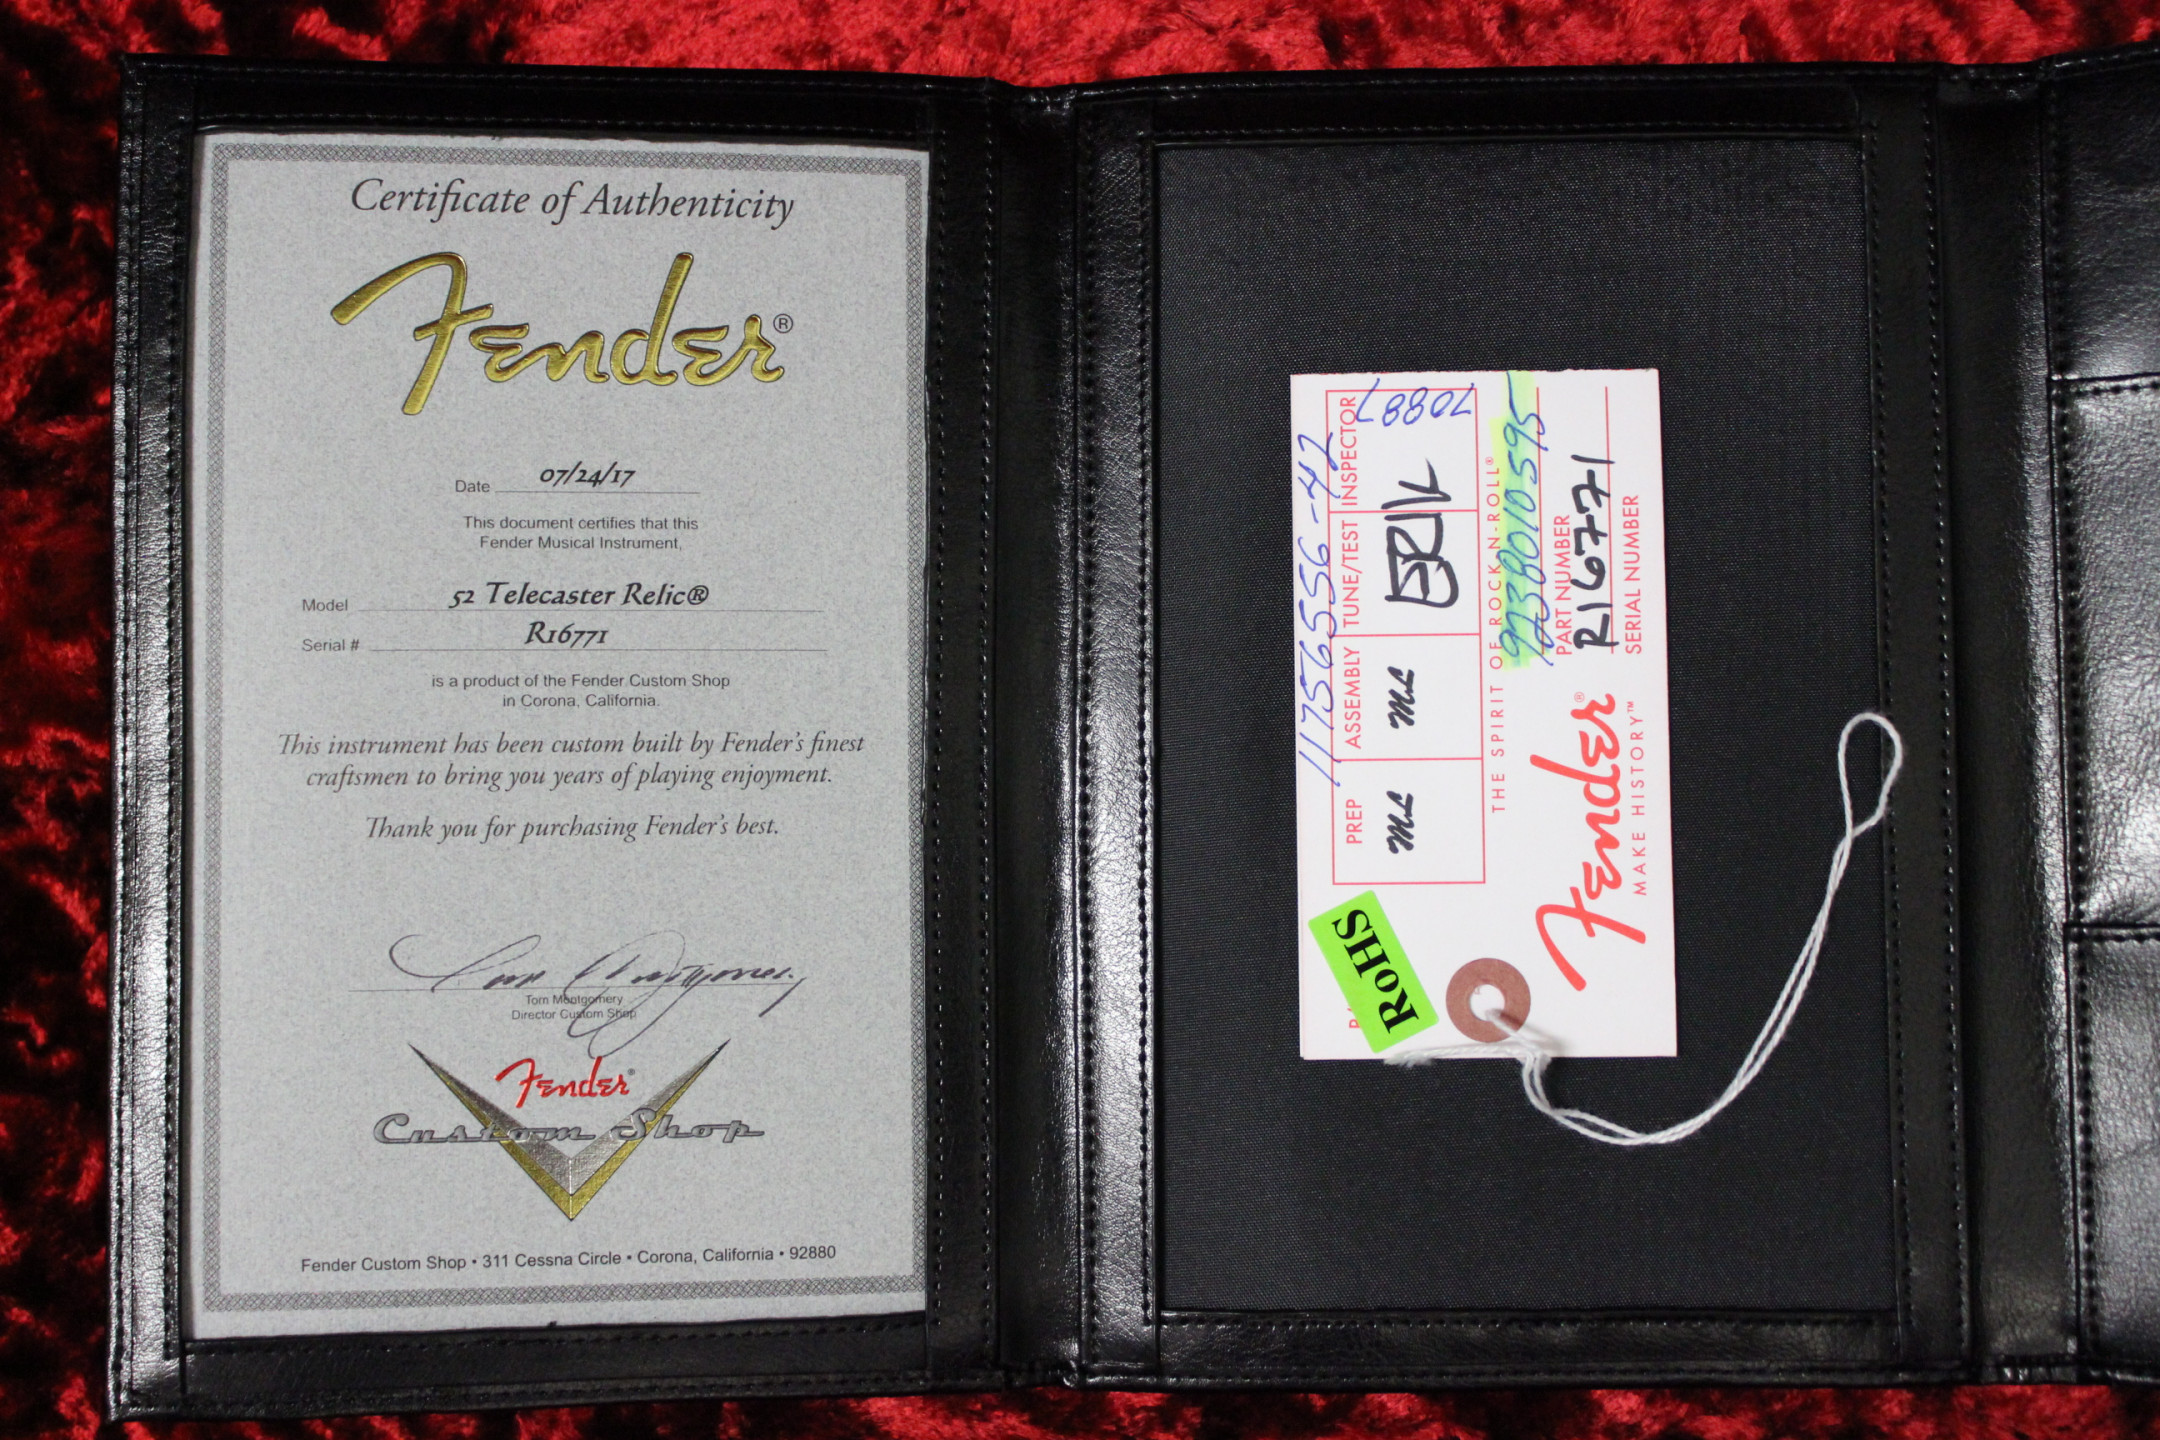 Certificate of Authenticity
Fender®
Date 07/24/17
This document certifies that this
Fender Musical Instrument,
Model 52 Telecaster Relic®
Serial # R16771
is a product of the Fender Custom Shop
in Corona, California.
This instrument has been custom built by Fender's finest
craftsmen to bring you years of playing enjoyment.
Thank you for purchasing Fender's best.
Tom Montgomery
Tom Montgomery
Director Custom Shop
Fender®
Custom Shop
Fender Custom Shop • 311 Cessna Circle • Corona, California • 92880
11756556-42
PREP ASSEMBLY TUNE/TEST INSPECTOR
ERIK 70887
THE SPIRIT OF ROCK-N-ROLL®
9238010595
PART NUMBER
R16771
SERIAL NUMBER
Fender®
MAKE HISTORY™
RoHS